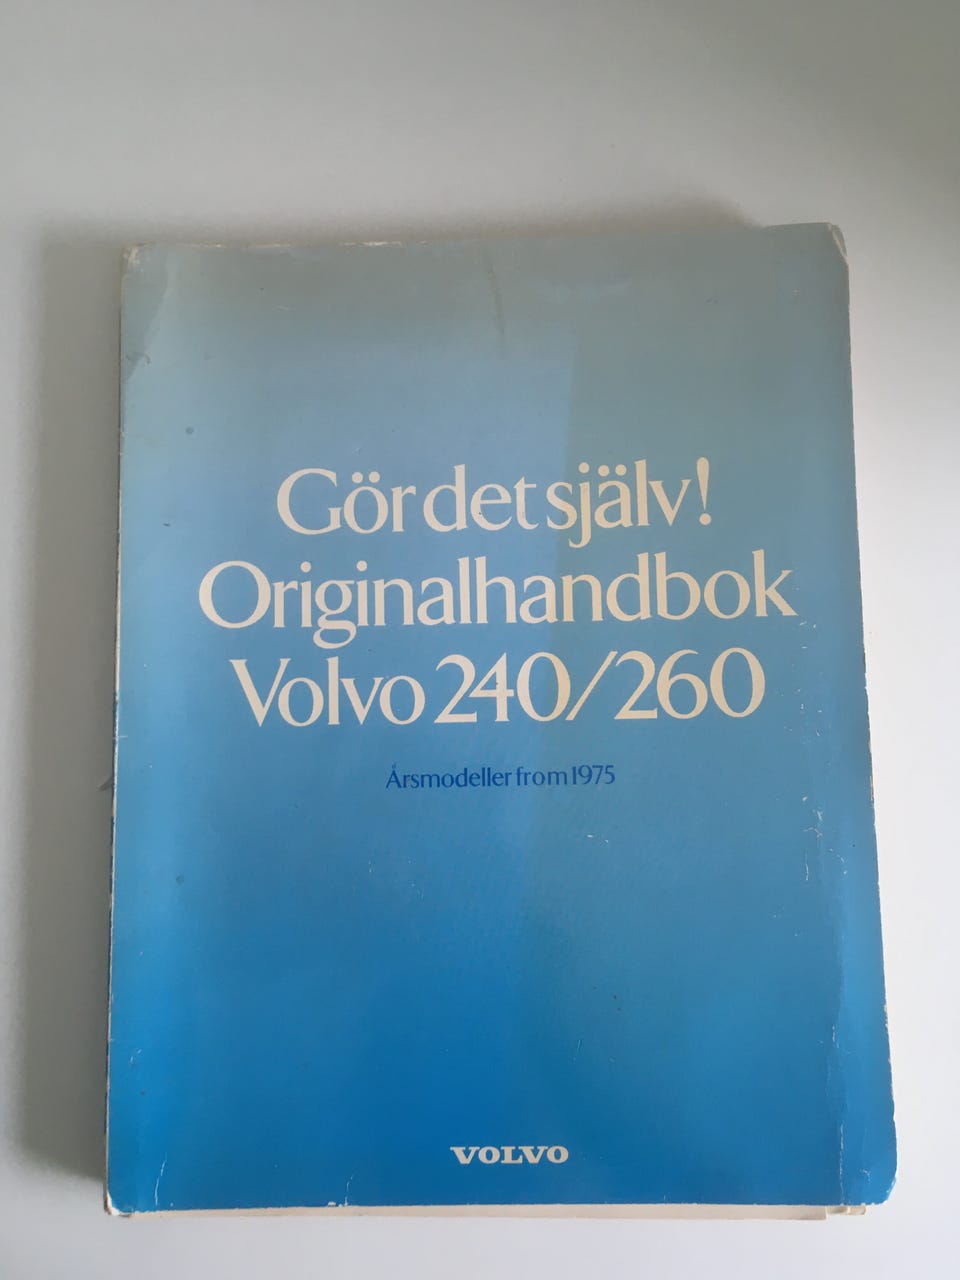 Gör det själv!
Originalhandbok
Volvo 240/260
Årsmodeller from 1975
VOLVO